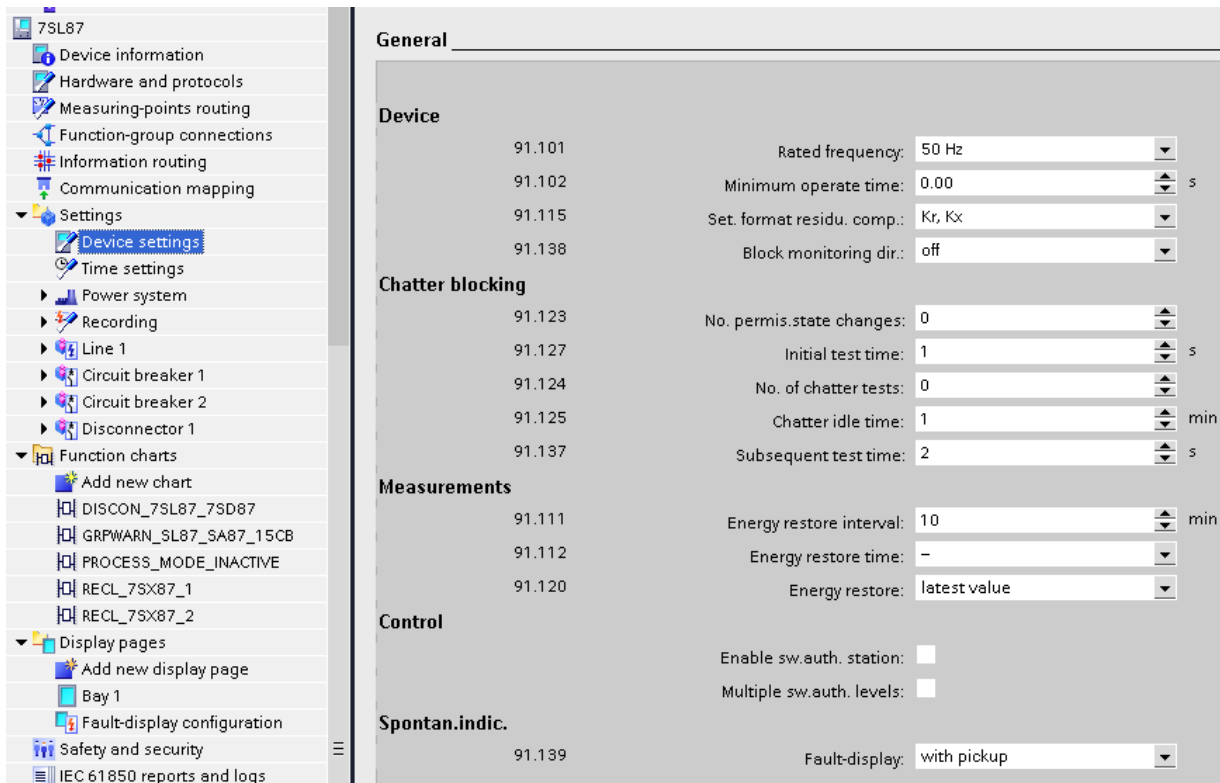 7SL87
Device information
Hardware and protocols
Measuring-points routing
Function-group connections
Information routing
Communication mapping
Settings
Device settings
Time settings
Power system
Recording
Line 1
Circuit breaker 1
Circuit breaker 2
Disconnector 1
Function charts
Add new chart
DISCON_7SL87_7SD87
GRPWARN_SL87_SA87_15CB
PROCESS_MODE_INACTIVE
RECL_7SX87_1
RECL_7SX87_2
Display pages
Add new display page
Bay 1
Fault-display configuration
Safety and security
IEC 61850 reports and logs
General
Device
91.101 Rated frequency: 50 Hz
91.102 Minimum operate time: 0.00 s
91.115 Set. format residu. comp.: Kr, Kx
91.138 Block monitoring dir.: off
Chatter blocking
91.123 No. permis.state changes: 0
91.127 Initial test time: 1 s
91.124 No. of chatter tests: 0
91.125 Chatter idle time: 1 min
91.137 Subsequent test time: 2 s
Measurements
91.111 Energy restore interval: 10 min
91.112 Energy restore time: –
91.120 Energy restore: latest value
Control
Enable sw.auth. station:
Multiple sw.auth. levels:
Spontan.indic.
91.139 Fault-display: with pickup